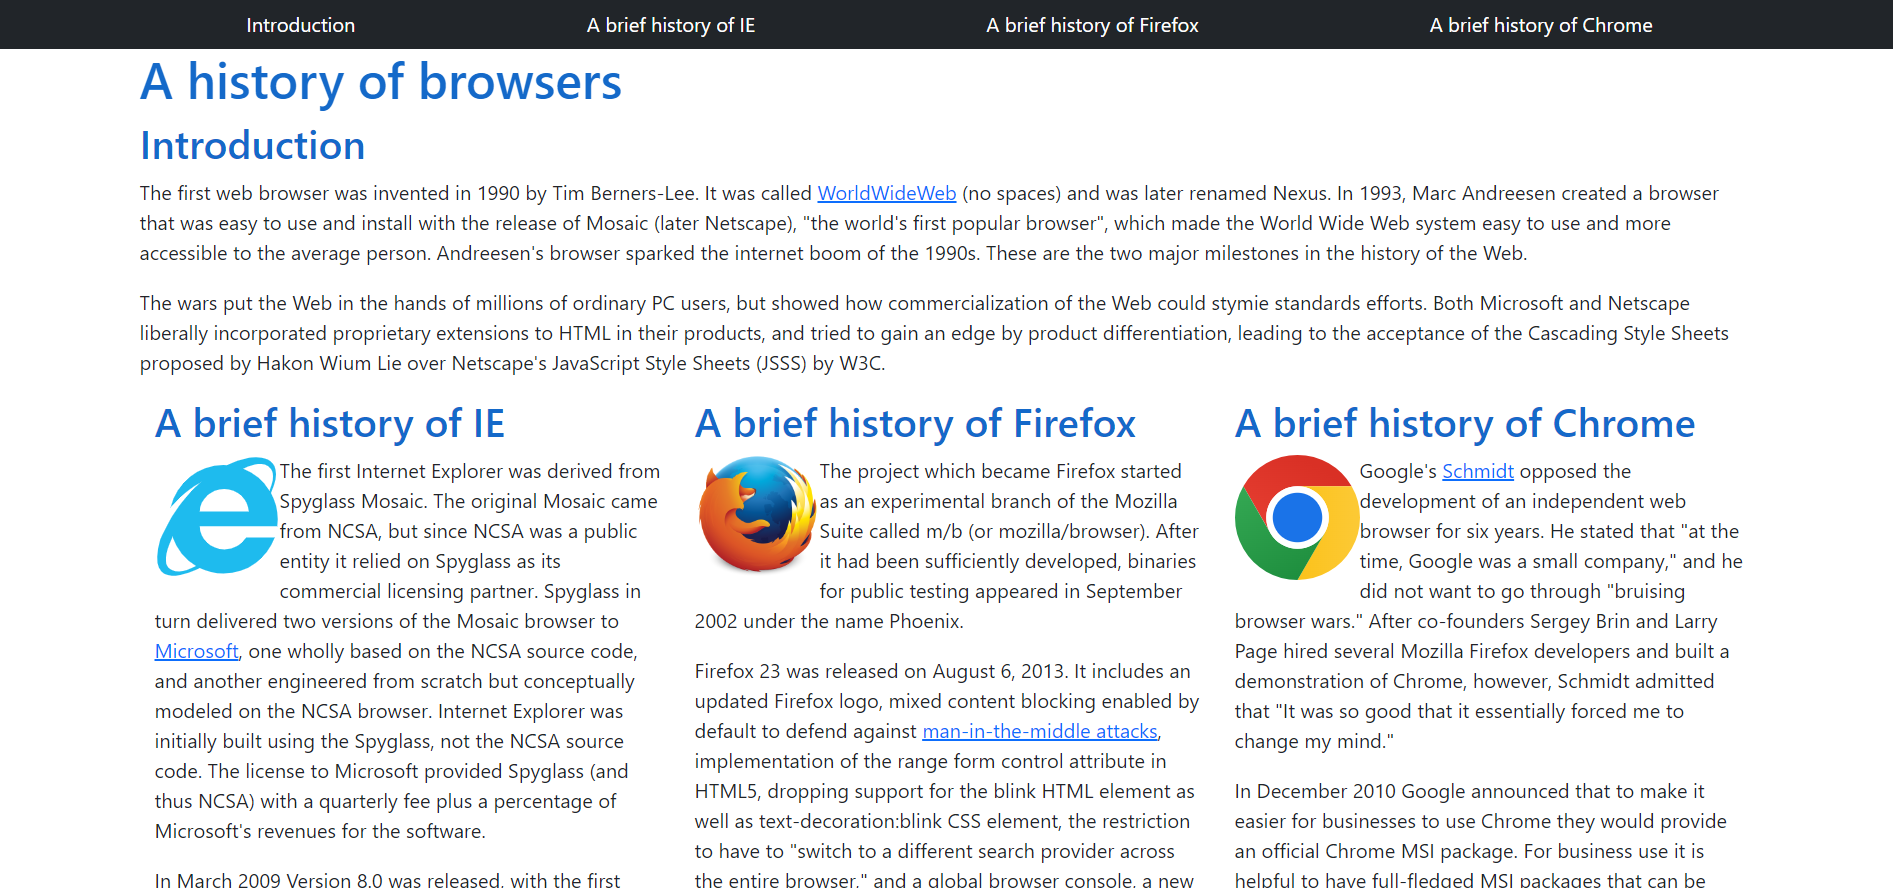 Introduction
A brief history of IE
A brief history of Firefox
A brief history of Chrome
A history of browsers
Introduction
The first web browser was invented in 1990 by Tim Berners-Lee. It was called WorldWideWeb (no spaces) and was later renamed Nexus. In 1993, Marc Andreesen created a browser
that was easy to use and install with the release of Mosaic (later Netscape), "the world's first popular browser", which made the World Wide Web system easy to use and more
accessible to the average person. Andreesen's browser sparked the internet boom of the 1990s. These are the two major milestones in the history of the Web.
The wars put the Web in the hands of millions of ordinary PC users, but showed how commercialization of the Web could stymie standards efforts. Both Microsoft and Netscape
liberally incorporated proprietary extensions to HTML in their products, and tried to gain an edge by product differentiation, leading to the acceptance of the Cascading Style Sheets
proposed by Hakon Wium Lie over Netscape's JavaScript Style Sheets (JSSS) by W3C.
A brief history of IE
The first Internet Explorer was derived from
Spyglass Mosaic. The original Mosaic came
from NCSA, but since NCSA was a public
entity it relied on Spyglass as its
commercial licensing partner. Spyglass in
turn delivered two versions of the Mosaic browser to
Microsoft, one wholly based on the NCSA source code,
and another engineered from scratch but conceptually
modeled on the NCSA browser. Internet Explorer was
initially built using the Spyglass, not the NCSA source
code. The license to Microsoft provided Spyglass (and
thus NCSA) with a quarterly fee plus a percentage of
Microsoft's revenues for the software.
In March 2009 Version 8.0 was released, with the first
A brief history of Firefox
The project which became Firefox started
as an experimental branch of the Mozilla
Suite called m/b (or mozilla/browser). After
it had been sufficiently developed, binaries
for public testing appeared in September
2002 under the name Phoenix.
Firefox 23 was released on August 6, 2013. It includes an
updated Firefox logo, mixed content blocking enabled by
default to defend against man-in-the-middle attacks,
implementation of the range form control attribute in
HTML5, dropping support for the blink HTML element as
well as text-decoration:blink CSS element, the restriction
to have to "switch to a different search provider across
the entire browser," and a global browser console, a new
A brief history of Chrome
Google's Schmidt opposed the
development of an independent web
browser for six years. He stated that "at the
time, Google was a small company," and he
did not want to go through "bruising
browser wars." After co-founders Sergey Brin and Larry
Page hired several Mozilla Firefox developers and built a
demonstration of Chrome, however, Schmidt admitted
that "It was so good that it essentially forced me to
change my mind."
In December 2010 Google announced that to make it
easier for businesses to use Chrome they would provide
an official Chrome MSI package. For business use it is
helpful to have full-fledged MSI packages that can be